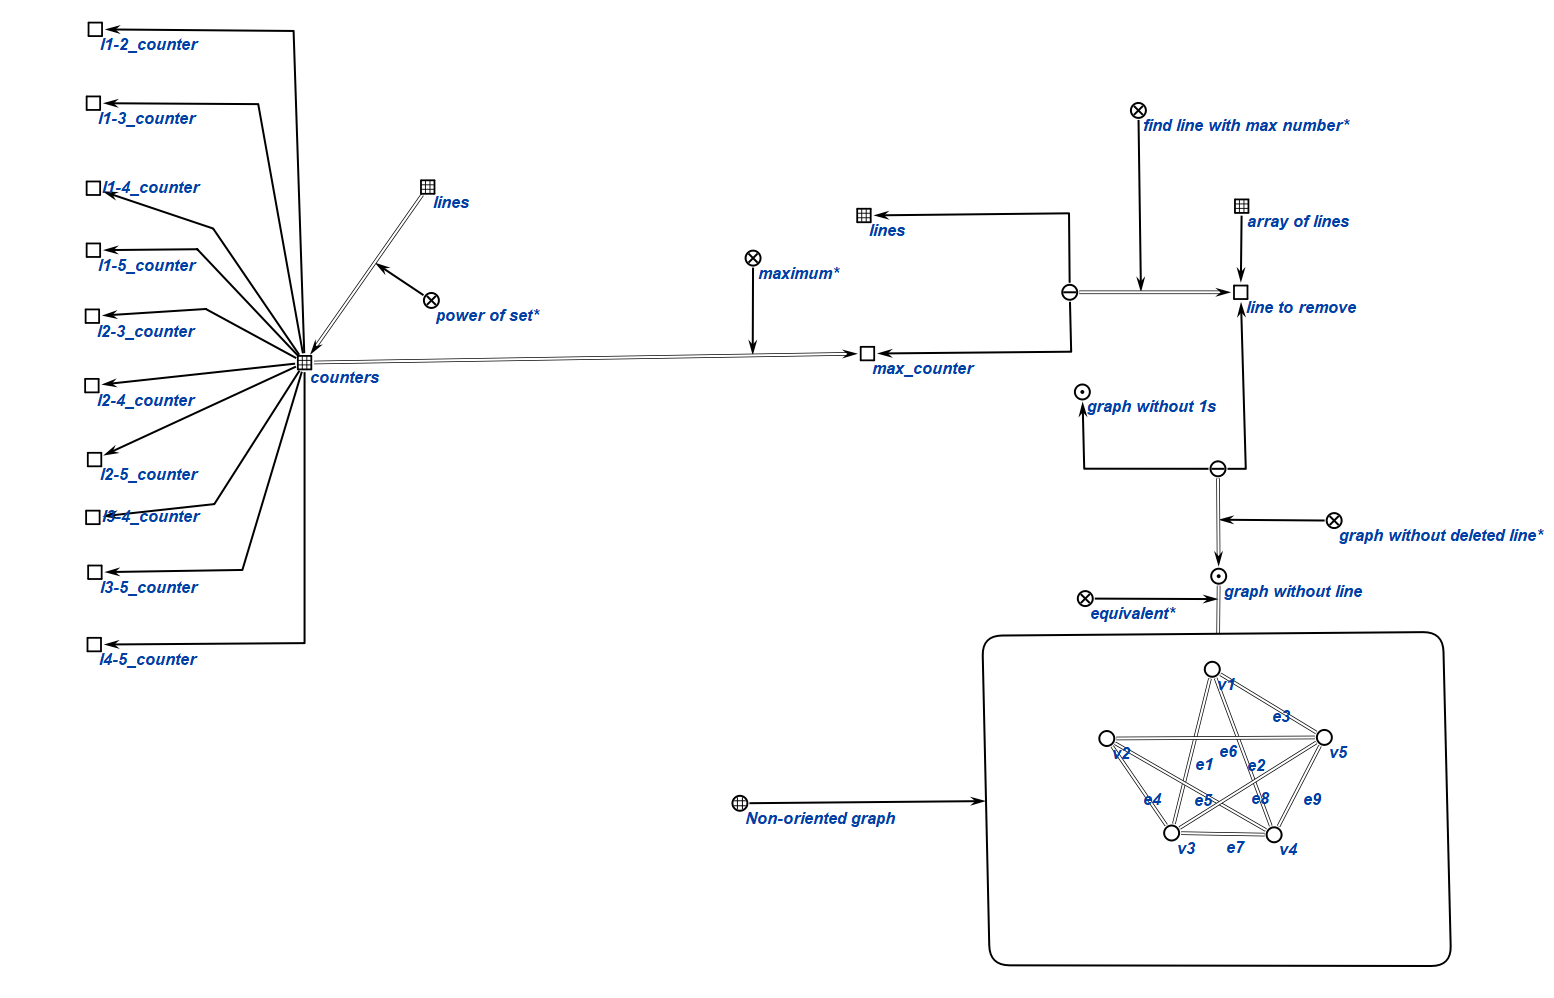 l1-2_counter
l1-3_counter
l1-4_counter
l1-5_counter
l2-3_counter
l2-4_counter
l2-5_counter
l3-4_counter
l3-5_counter
l4-5_counter
lines
power of set*
counters
maximum*
lines
max_counter
find line with max number*
array of lines
line to remove
graph without 1s
graph without deleted line*
graph without line
equivalent*
Non-oriented graph
v1
e3
v2
e6
v5
e1
e2
e4
e5
e8
e9
v3
e7
v4